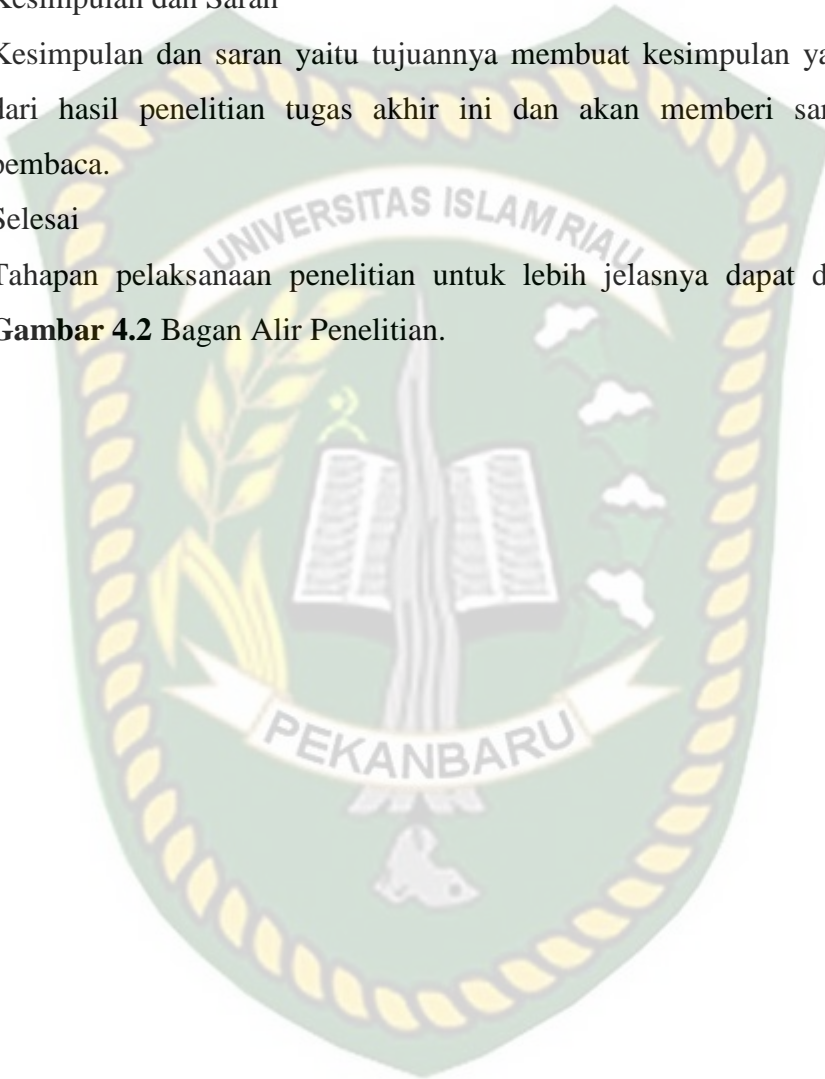 Kesimpulan dan Saran
Kesimpulan dan saran yaitu tujuannya membuat kesimpulan ya
dari hasil penelitian tugas akhir ini dan akan memberi sar
pembaca.
UNIVERSITAS ISLAM RIAU
Selesai
Tahapan pelaksanaan penelitian untuk lebih jelasnya dapat d
Gambar 4.2 Bagan Alir Penelitian.
PEKANBARU